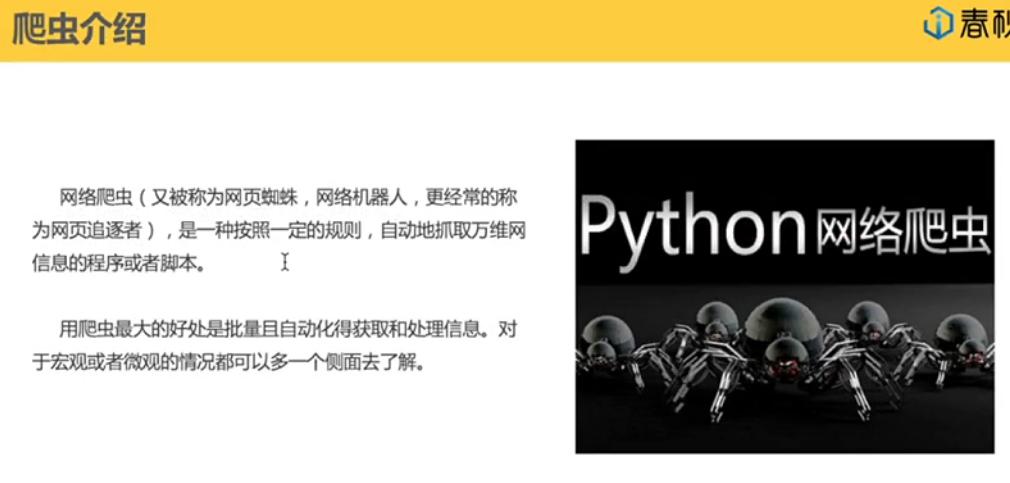 爬虫介绍
春秋
网络爬虫（又被称为网页蜘蛛，网络机器人，更经常的称
为网页追逐者），是一种按照一定的规则，自动地抓取万维网
信息的程序或者脚本。
用爬虫最大的好处是批量且自动化得获取和处理信息。对
于宏观或者微观的情况都可以多一个侧面去了解。
Python网络爬虫